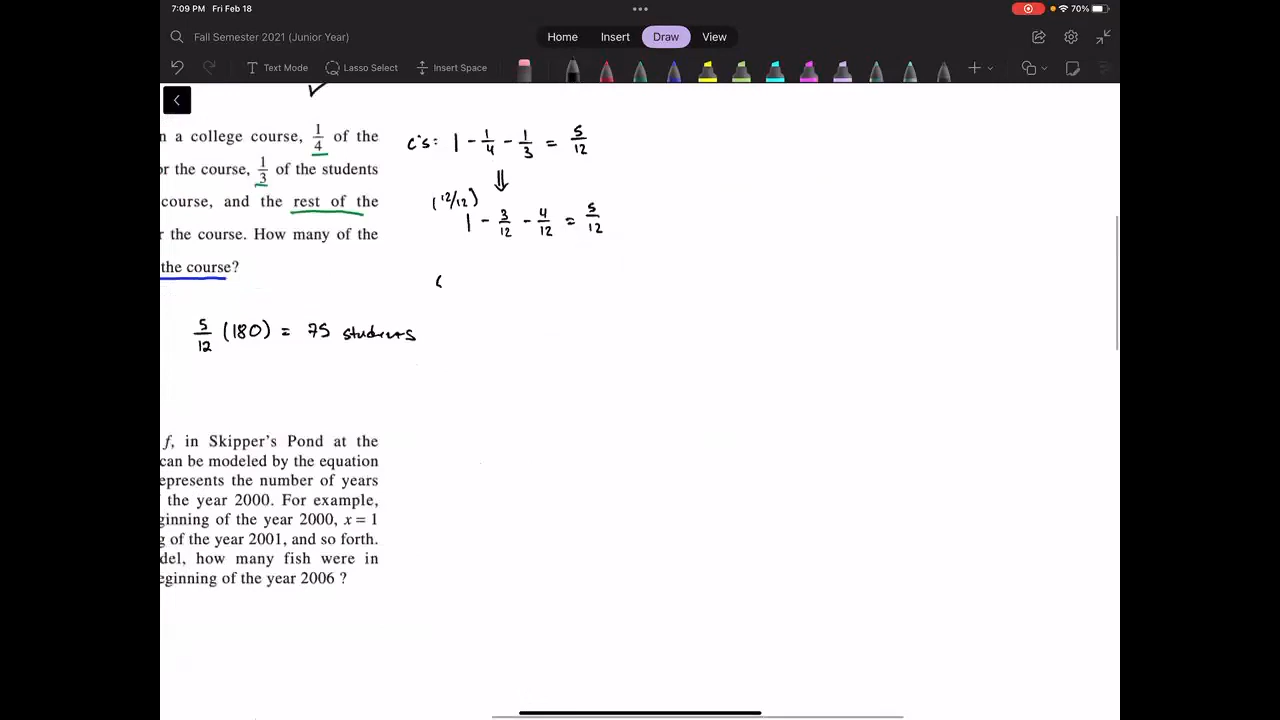 7:09 PM Fri Feb 18
70%
Fall Semester 2021 (Junior Year)
Home Insert Draw View
Text Mode Lasso Select Insert Space
n a college course, 1/4 of the
or the course, 1/3 of the students
course, and the rest of the
r the course. How many of the
the course?
C's: 1 - 1/4 - 1/3 = 5/12
(12/12)
1 - 3/12 - 4/12 = 5/12
(
5/12 (180) = 75 students
f, in Skipper's Pond at the
can be modeled by the equation
epresents the number of years
the year 2000. For example,
ginning of the year 2000, x = 1
g of the year 2001, and so forth.
del, how many fish were in
eginning of the year 2006 ?